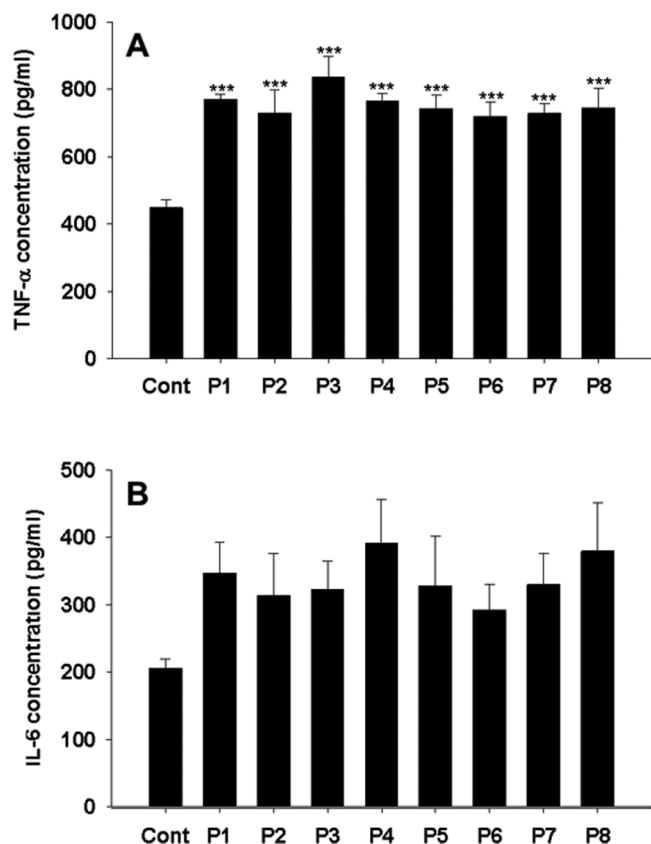 A
TNF-α concentration (pg/ml)
1000
800
600
400
200
0
*** *** *** *** *** *** *** ***
Cont P1 P2 P3 P4 P5 P6 P7 P8
B
IL-6 concentration (pg/ml)
500
400
300
200
100
0
Cont P1 P2 P3 P4 P5 P6 P7 P8